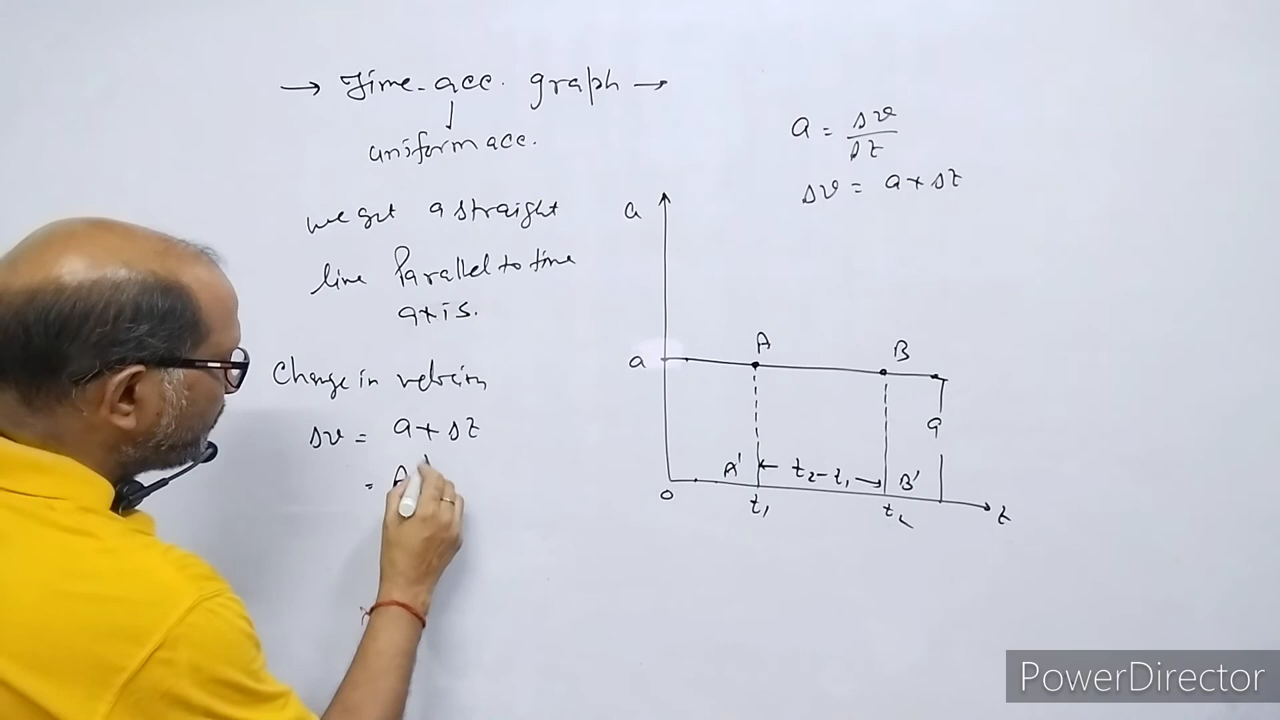 → Time-acc. graph →
↓
uniform acc.
we get a straight
line Parallel to time
axis.
Change in velocity
Δv = a × Δt
= A
a = Δv/Δt
Δv = a × Δt
a
a A B
a
A' ← t₂-t₁ → B'
0 t₁ t₂ t
PowerDirector